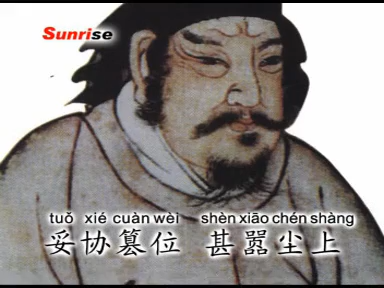 Sunrise
tuǒ xié cuàn wèi shèn xiāo chén shàng
妥协篡位 甚嚣尘上